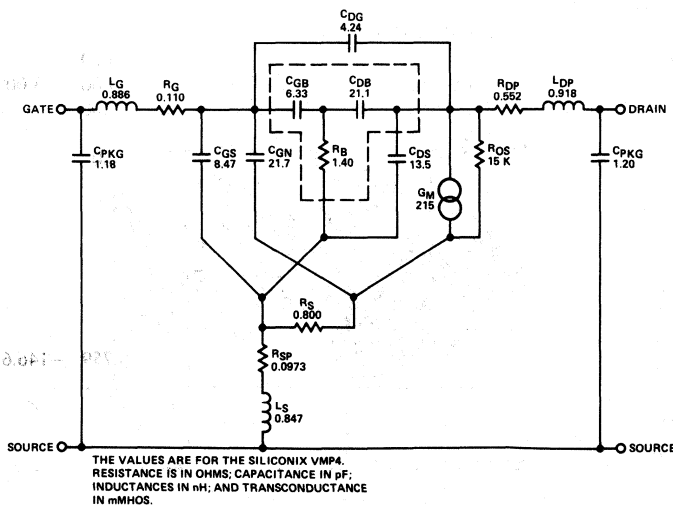 CDG
4.24
LG
0.886
RG
0.110
CGB
6.33
CDB
21.1
RDP
0.552
LDP
0.918
GATE
DRAIN
CPKG
1.18
CGS
8.47
CGN
21.7
RB
1.40
CDS
13.5
ROS
15 K
CPKG
1.20
GM
215
RS
0.800
RSP
0.0973
LS
0.847
SOURCE
SOURCE
THE VALUES ARE FOR THE SILICONIX VMP4.
RESISTANCE IS IN OHMS; CAPACITANCE IN pF;
INDUCTANCES IN nH; AND TRANSCONDUCTANCE
IN mMHOS.